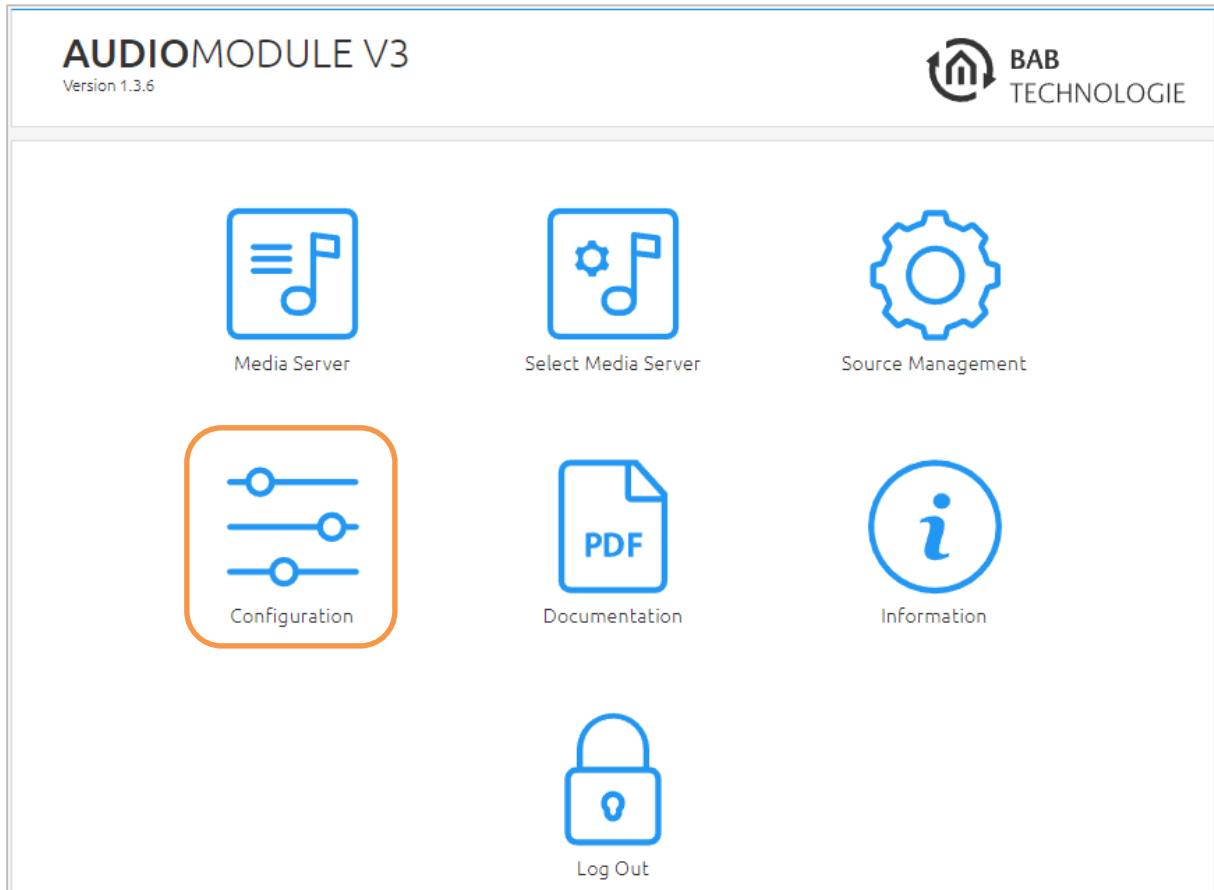 AUDIOMODULE V3
Version 1.3.6
BAB
TECHNOLOGIE
Media Server
Select Media Server
Source Management
PDF
i
Configuration
Documentation
Information
Log Out